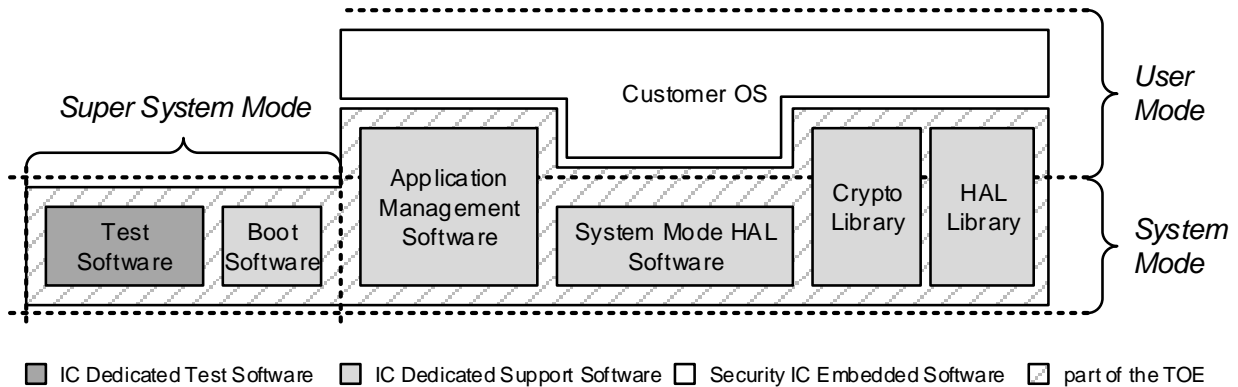 Super System Mode
Customer OS
User
Mode
Application
Management
Software
Crypto
Library
HAL
Library
Test
Software
Boot
Software
System Mode HAL
Software
System
Mode
IC Dedicated Test Software
IC Dedicated Support Software
Security IC Embedded Software
part of the TOE